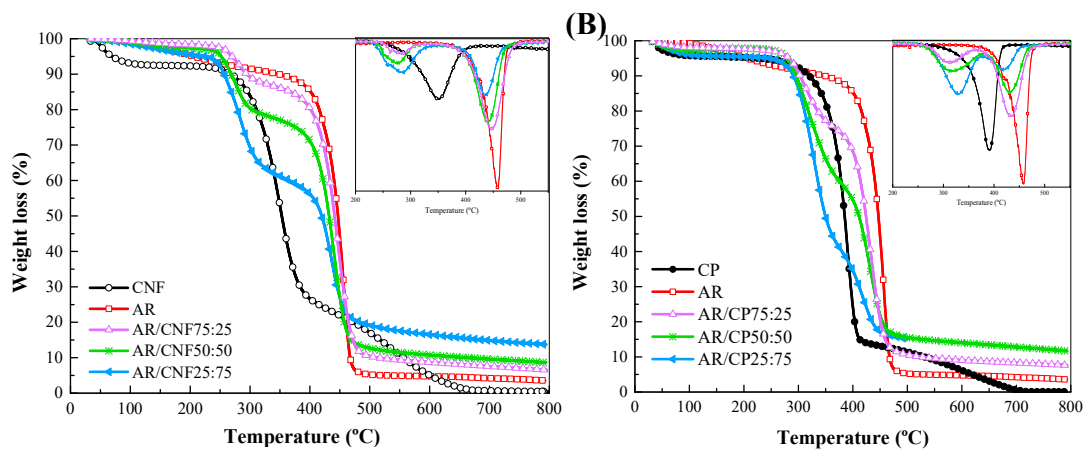 (B)
100
90
80
70
60
50
40
30
20
10
0
Weight loss (%)
0 100 200 300 400 500 600 700 800
Temperature (ºC)
CNF
AR
AR/CNF75:25
AR/CNF50:50
AR/CNF25:75
200 300 400 500
Temperature (ºC)
100
90
80
70
60
50
40
30
20
10
0
Weight loss (%)
0 100 200 300 400 500 600 700 800
Temperature (ºC)
CP
AR
AR/CP75:25
AR/CP50:50
AR/CP25:75
200 300 400 500
Temperature (ºC)